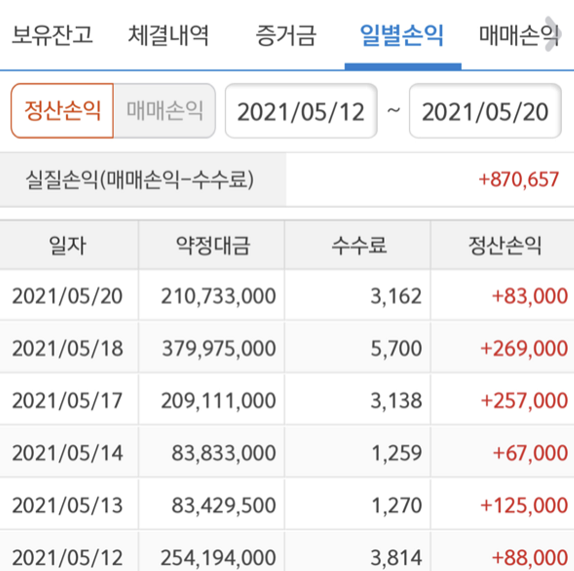 보유잔고 체결내역 증거금 일별손익 매매손익
정산손익 매매손익 2021/05/12 ~ 2021/05/20
실질손익(매매손익-수수료) +870,657
일자 약정대금 수수료 정산손익
2021/05/20 210,733,000 3,162 +83,000
2021/05/18 379,975,000 5,700 +269,000
2021/05/17 209,111,000 3,138 +257,000
2021/05/14 83,833,000 1,259 +67,000
2021/05/13 83,429,500 1,270 +125,000
2021/05/12 254,194,000 3,814 +88,000